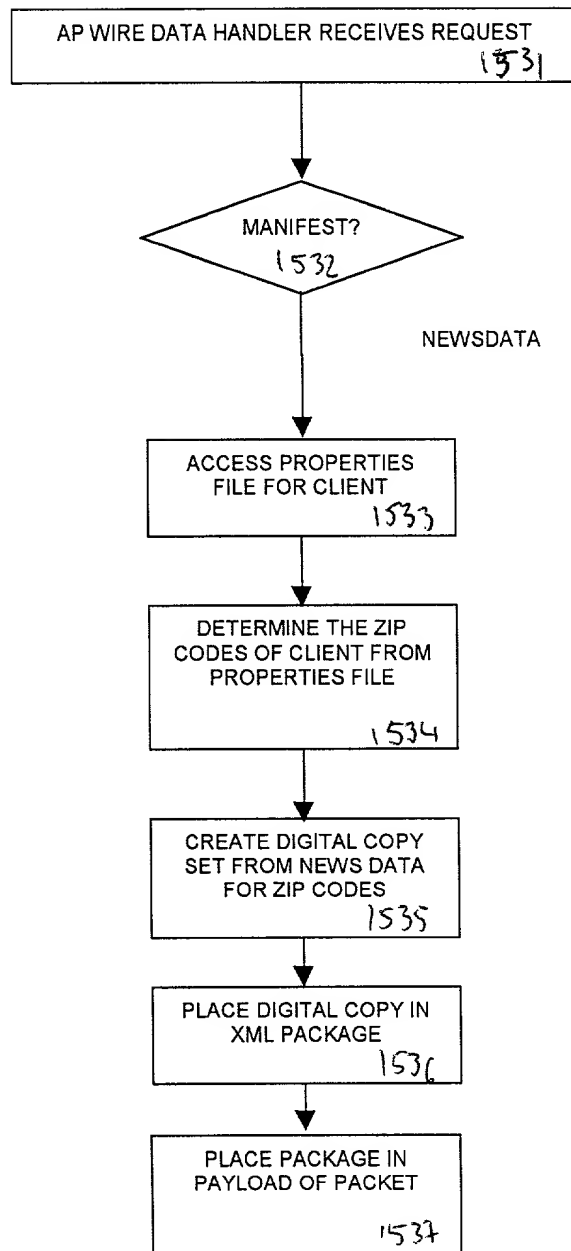 AP WIRE DATA HANDLER RECEIVES REQUEST
1531
MANIFEST?
1532
NEWSDATA
ACCESS PROPERTIES
FILE FOR CLIENT
1533
DETERMINE THE ZIP
CODES OF CLIENT FROM
PROPERTIES FILE
1534
CREATE DIGITAL COPY
SET FROM NEWS DATA
FOR ZIP CODES
1535
PLACE DIGITAL COPY IN
XML PACKAGE
1536
PLACE PACKAGE IN
PAYLOAD OF PACKET
1537